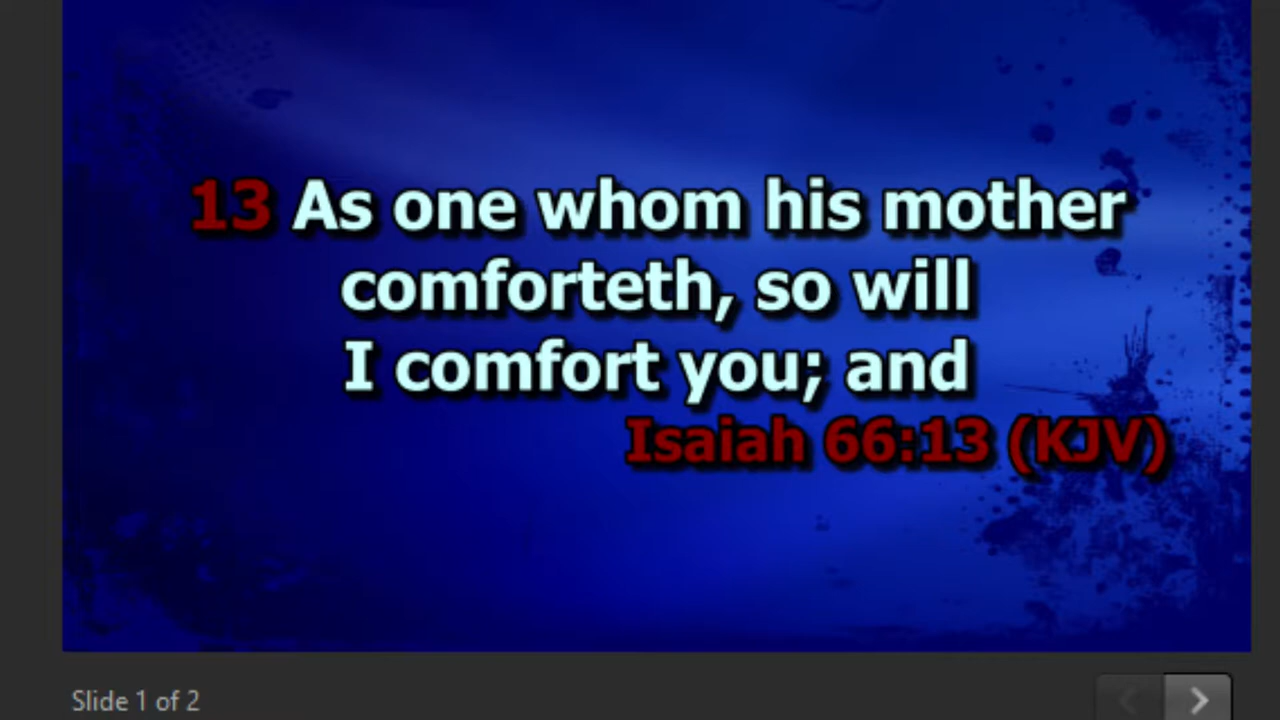 13 As one whom his mother
comforteth, so will
I comfort you; and
Isaiah 66:13 (KJV)
Slide 1 of 2